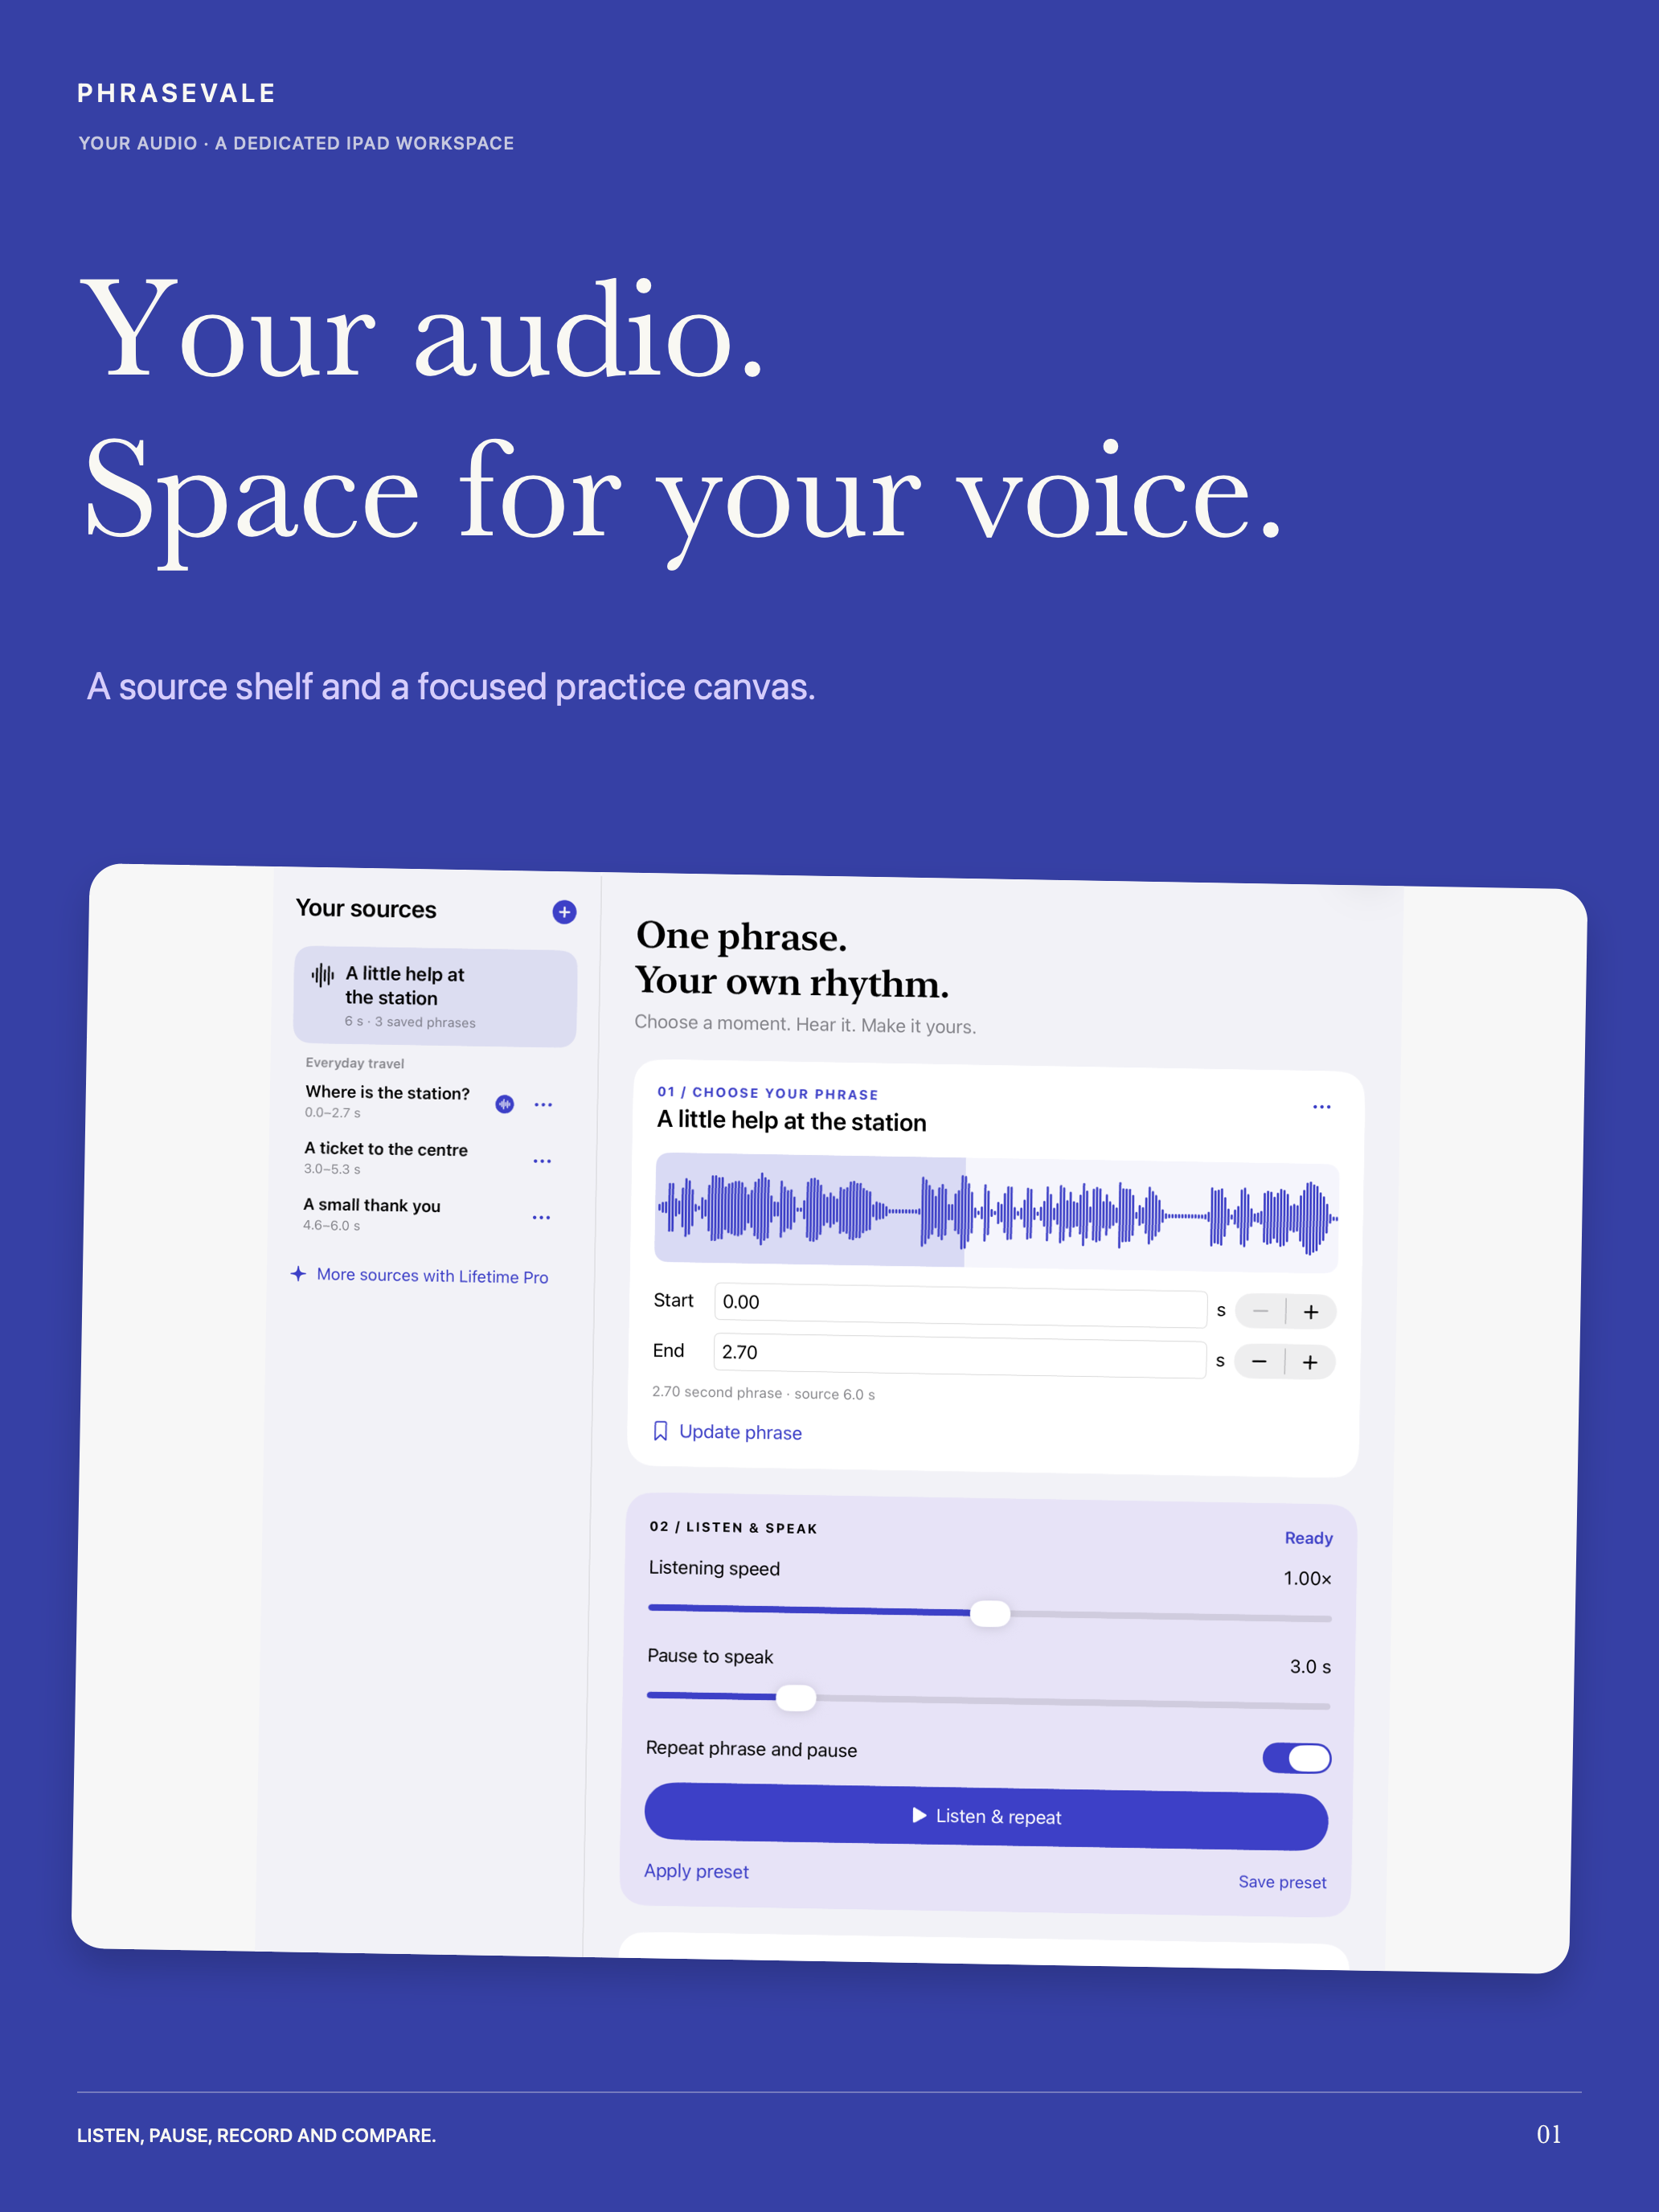 PHRASEVALE
YOUR AUDIO · A DEDICATED IPAD WORKSPACE
Your audio.
Space for your voice.
A source shelf and a focused practice canvas.
Your sources
A little help at
the station
6 s · 3 saved phrases
Everyday travel
Where is the station?
0.0–2.7 s
A ticket to the centre
3.0–5.3 s
A small thank you
4.6–6.0 s
More sources with Lifetime Pro
One phrase.
Your own rhythm.
Choose a moment. Hear it. Make it yours.
01 / CHOOSE YOUR PHRASE
A little help at the station
Start 0.00 s
End 2.70 s
2.70 second phrase · source 6.0 s
Update phrase
02 / LISTEN & SPEAK Ready
Listening speed 1.00×
Pause to speak 3.0 s
Repeat phrase and pause
Listen & repeat
Apply preset Save preset
LISTEN, PAUSE, RECORD AND COMPARE. 01